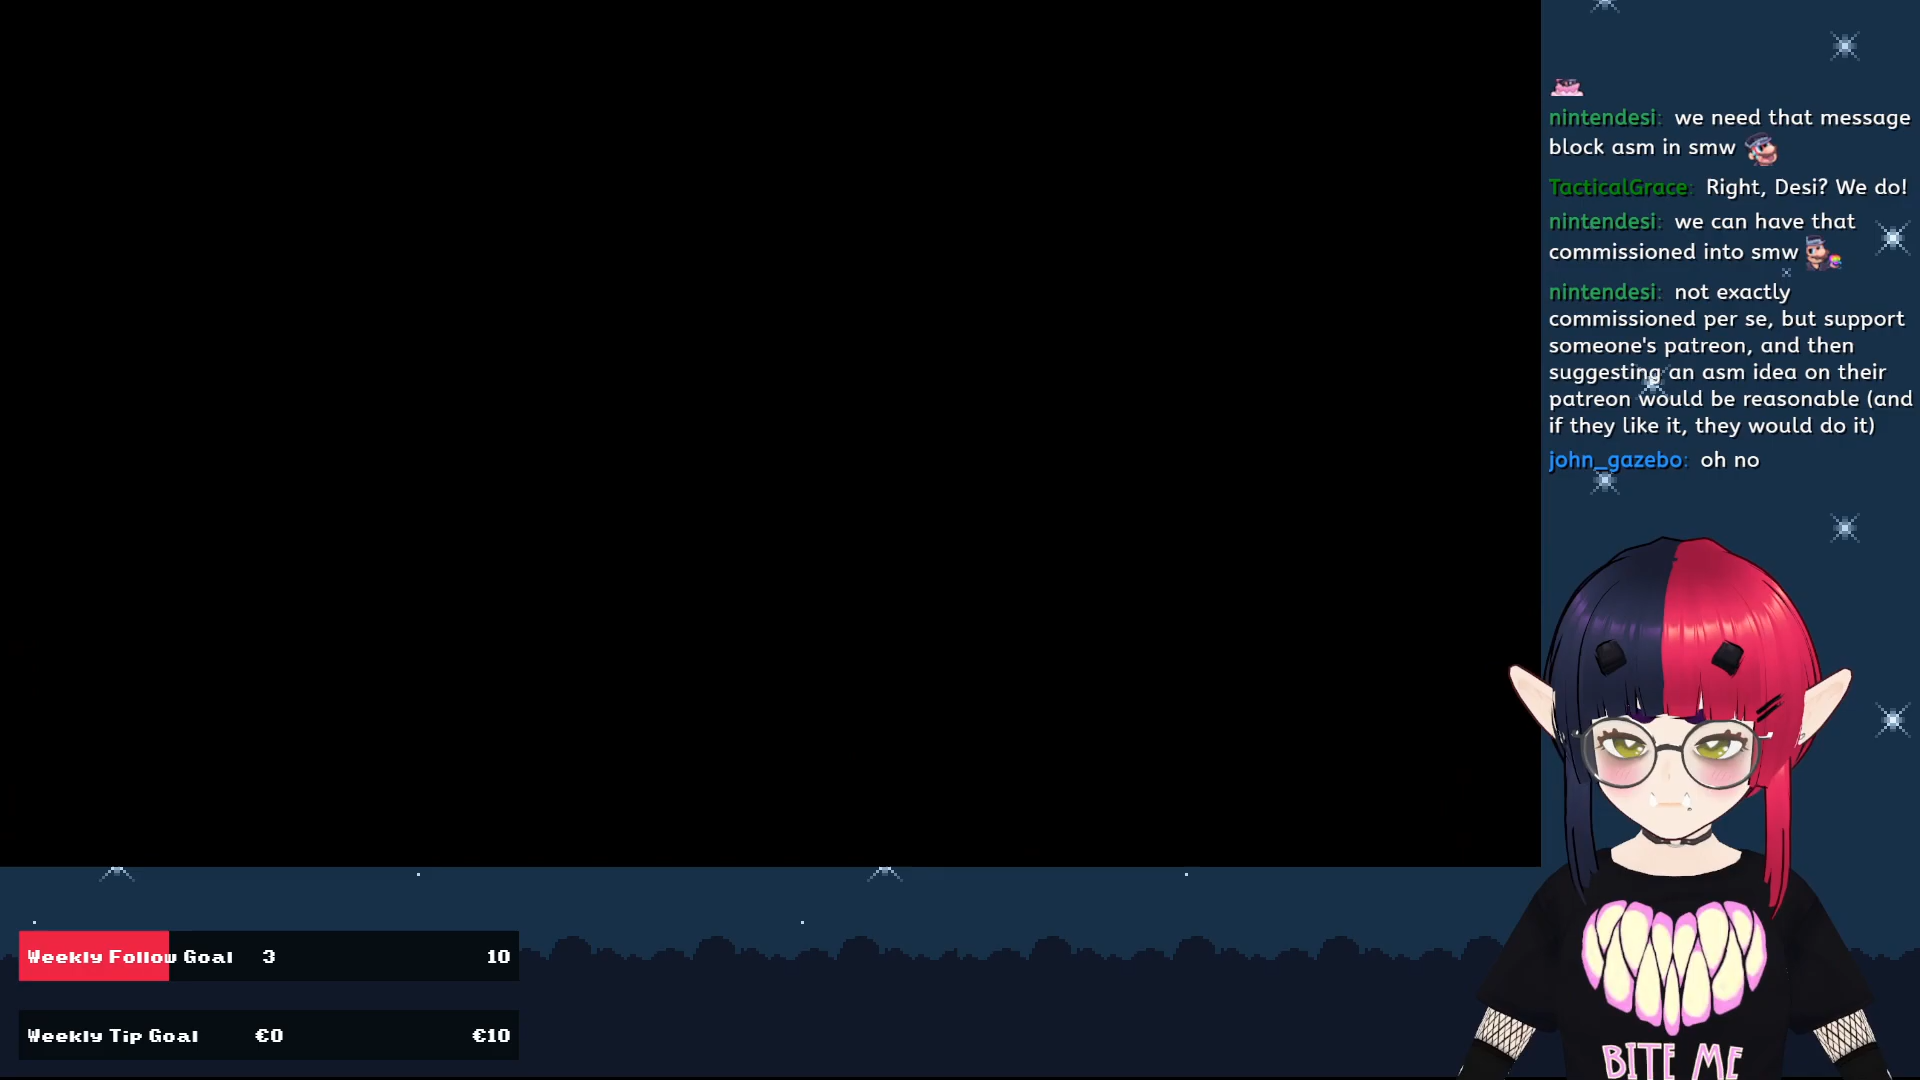 nintendesi: we need that message
block asm in smw
TacticalGrace: Right, Desi? We do!
nintendesi: we can have that
commissioned into smw
nintendesi: not exactly
commissioned per se, but support
someone's patreon, and then
suggesting an asm idea on their
patreon would be reasonable (and
if they like it, they would do it)
john_gazebo: oh no
Weekly Follow Goal 3 10
Weekly Tip Goal €0 €10
BITE ME